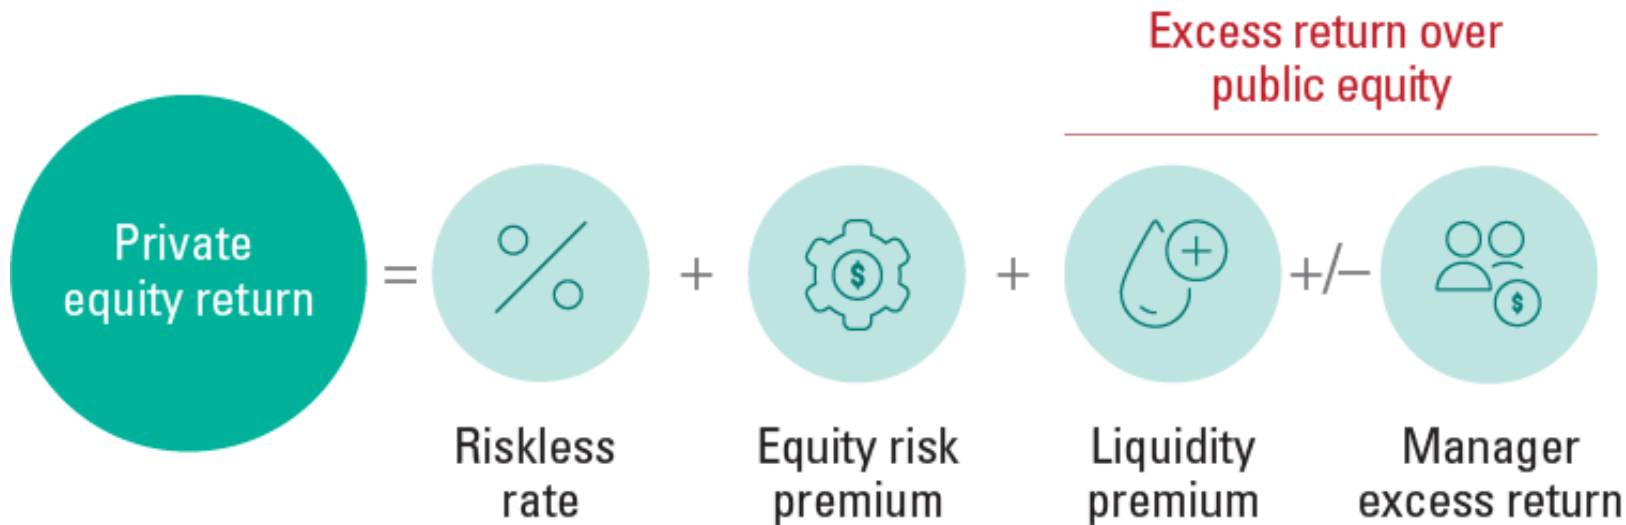 Excess return over
public equity
Private
equity return
=
%
+
$
+
+
+/–
$
Riskless
rate
Equity risk
premium
Liquidity
premium
Manager
excess return